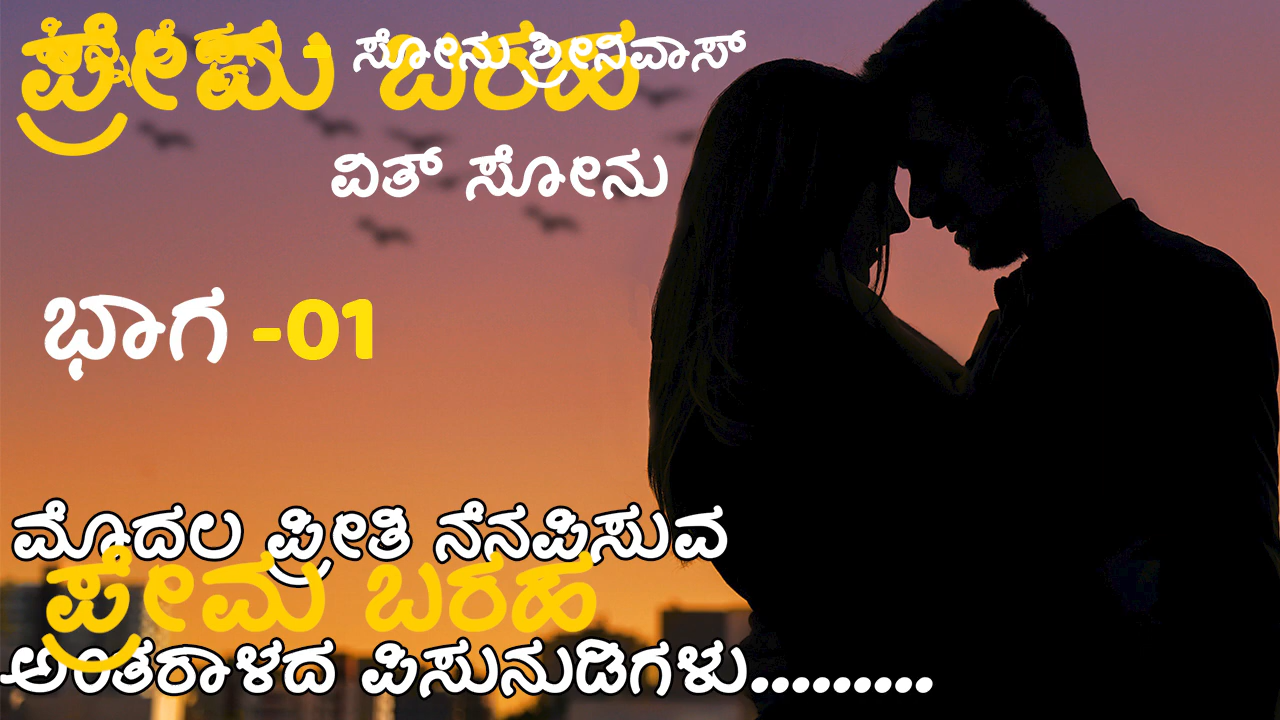 ಪ್ರೇಮ ಬರಹ
ಸೋನು ಶ್ರೀನಿವಾಸ್
ವಿತ್ ಸೋನು
ಭಾಗ -01
ಮೊದಲ ಪ್ರೀತಿ ನೆನಪಿಸುವ
ಪ್ರೇಮ ಬರಹ
ಅಂತರಾಳದ ಪಿಸುನುಡಿಗಳು.........